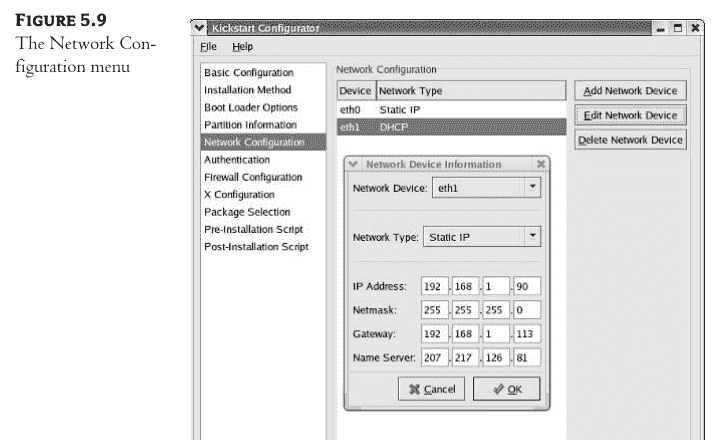 FIGURE 5.9
The Network Con-
figuration menu
Kickstart Configurator
File Help
Basic Configuration
Installation Method
Boot Loader Options
Partition Information
Network Configuration
Authentication
Firewall Configuration
X Configuration
Package Selection
Pre-Installation Script
Post-Installation Script
Network Configuration
Device Network Type
eth0 Static IP
eth1 DHCP
Add Network Device
Edit Network Device
Delete Network Device
Network Device Information
Network Device: eth1
Network Type: Static IP
IP Address: 192 . 168 . 1 . 90
Netmask: 255 . 255 . 255 . 0
Gateway: 192 . 168 . 1 . 113
Name Server: 207 . 217 . 126 . 81
Cancel OK